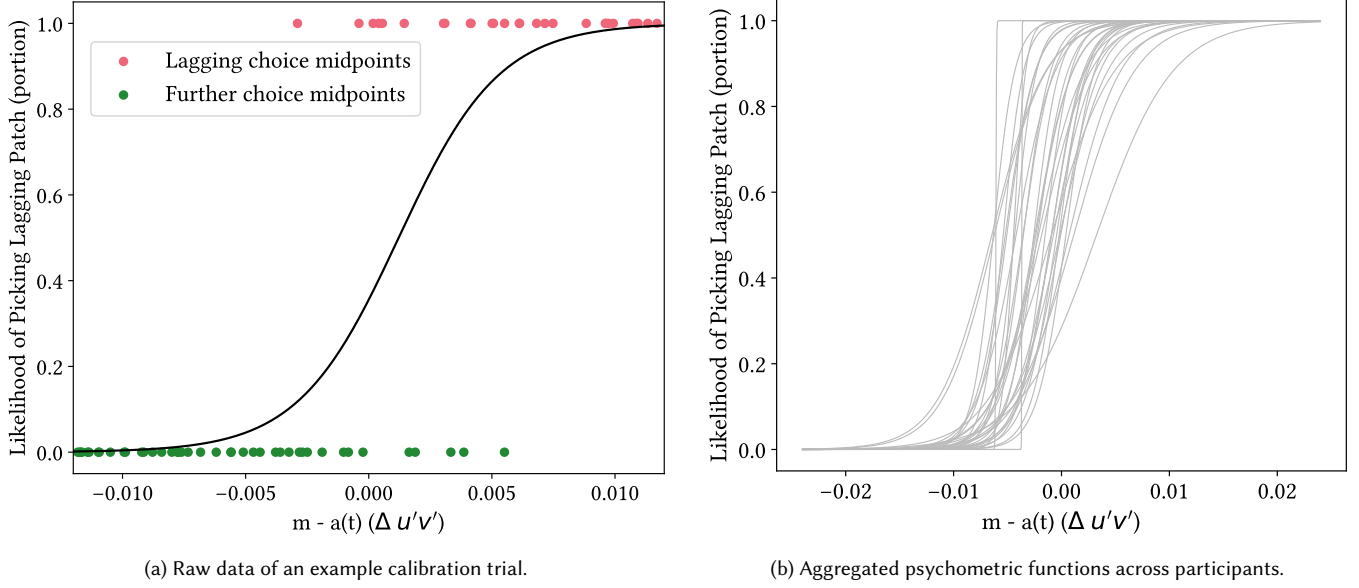 Likelihood of Picking Lagging Patch (portion)
1.0
0.8
0.6
0.4
0.2
0.0
Lagging choice midpoints
Further choice midpoints
−0.010
−0.005
0.000
0.005
0.010
m - a(t) (Δ u′v′)
(a) Raw data of an example calibration trial.
Likelihood of Picking Lagging Patch (portion)
1.0
0.8
0.6
0.4
0.2
0.0
−0.02
−0.01
0.00
0.01
0.02
m - a(t) (Δ u′v′)
(b) Aggregated psychometric functions across participants.